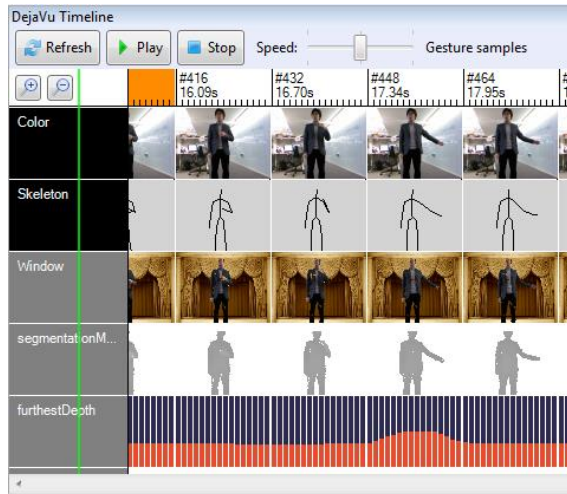 DejaVu Timeline
Refresh Play Stop Speed: Gesture samples
#416 #432 #448 #464
16.09s 16.70s 17.34s 17.95s
Color
Skeleton
Window
segmentationM...
furthestDepth